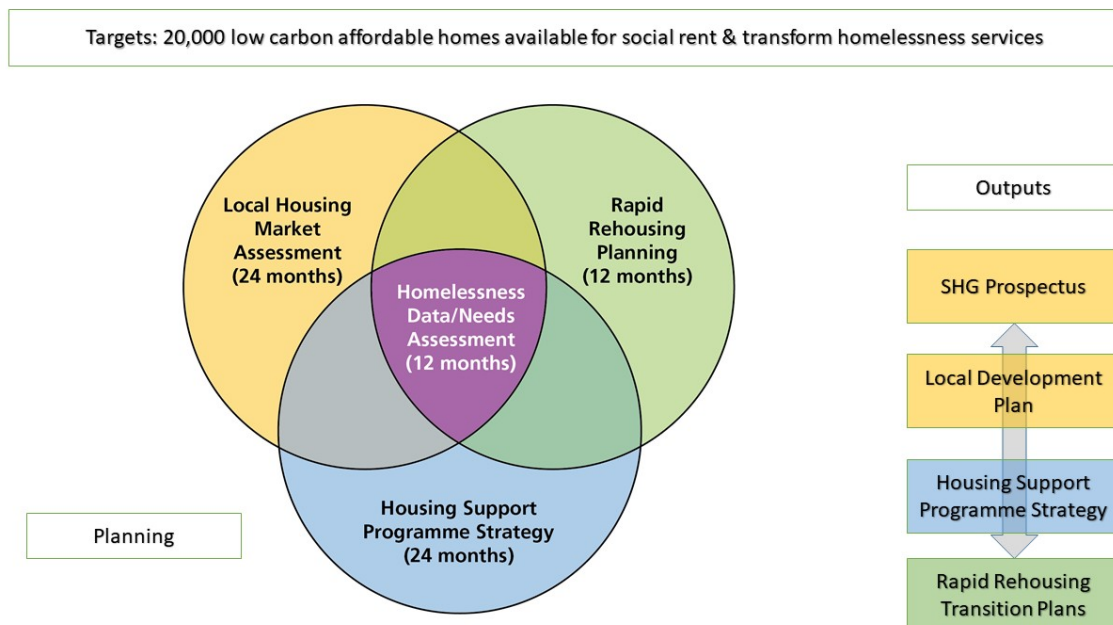 Targets: 20,000 low carbon affordable homes available for social rent & transform homelessness services
Local Housing
Market
Assessment
(24 months)
Rapid
Rehousing
Planning
(12 months)
Homelessness
Data/Needs
Assessment
(12 months)
Housing Support
Programme Strategy
(24 months)
Planning
Outputs
SHG Prospectus
Local Development
Plan
Housing Support
Programme Strategy
Rapid Rehousing
Transition Plans